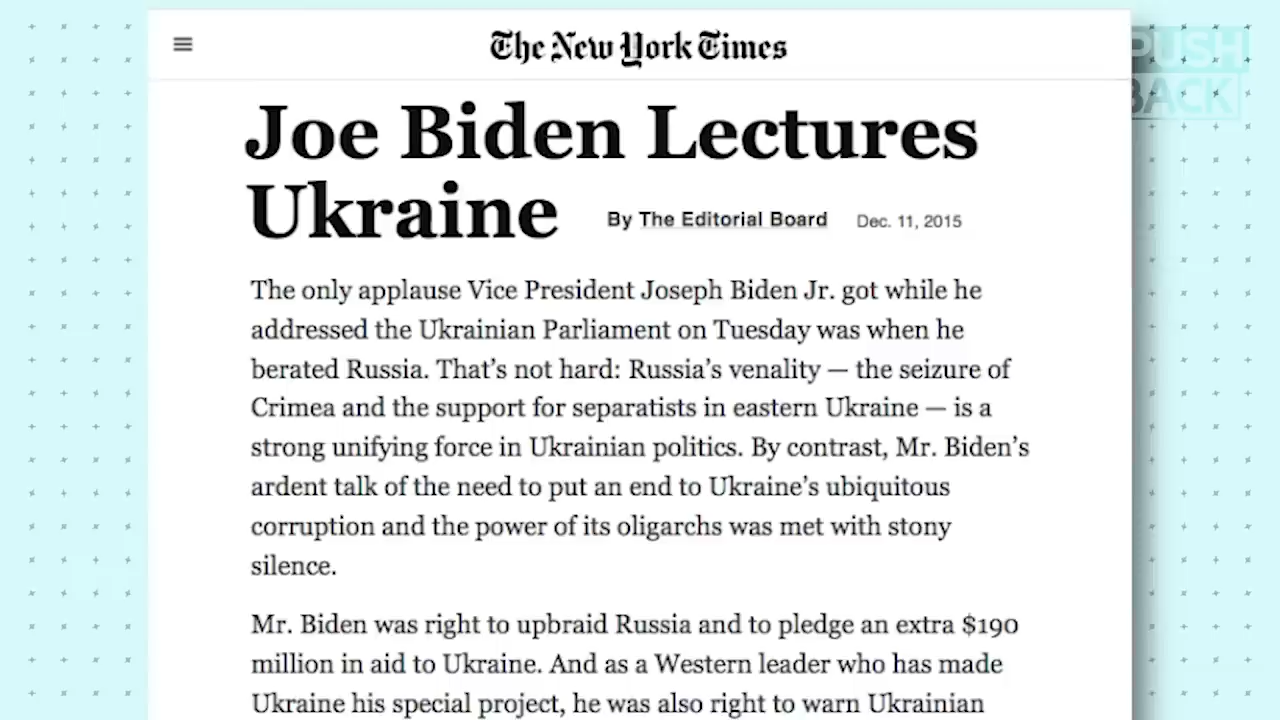 The New York Times
PUSH
BACK
Joe Biden Lectures
Ukraine By The Editorial Board Dec. 11, 2015
The only applause Vice President Joseph Biden Jr. got while he
addressed the Ukrainian Parliament on Tuesday was when he
berated Russia. That’s not hard: Russia’s venality — the seizure of
Crimea and the support for separatists in eastern Ukraine — is a
strong unifying force in Ukrainian politics. By contrast, Mr. Biden’s
ardent talk of the need to put an end to Ukraine’s ubiquitous
corruption and the power of its oligarchs was met with stony
silence.
Mr. Biden was right to upbraid Russia and to pledge an extra $190
million in aid to Ukraine. And as a Western leader who has made
Ukraine his special project, he was also right to warn Ukrainian